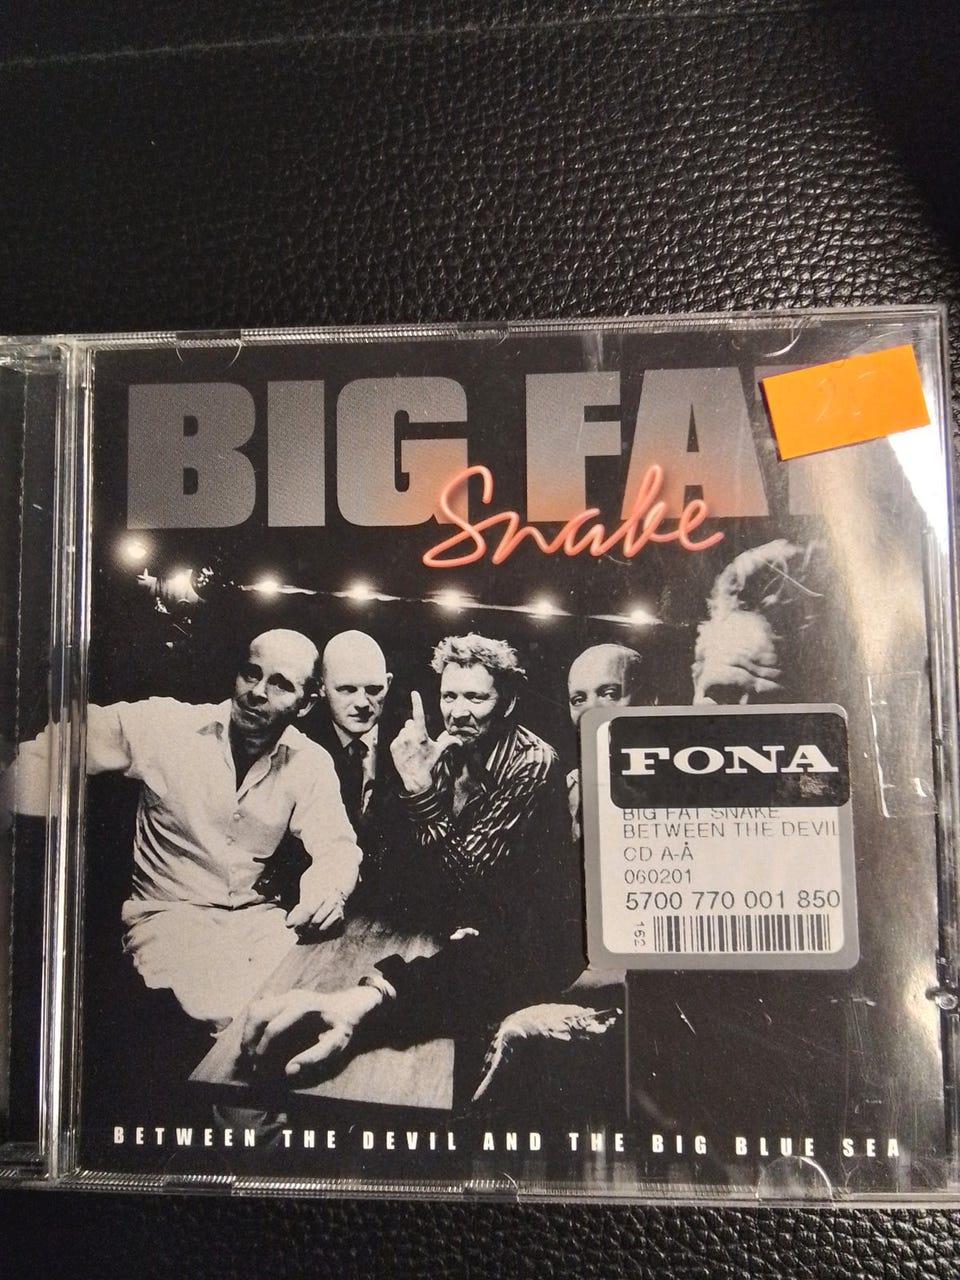 BIG FAT
Snake
25
FONA
BIG FAT SNAKE
BETWEEN THE DEVIL
CD A-Å
060201
5700 770 001 850
162
BETWEEN THE DEVIL AND THE BIG BLUE SEA